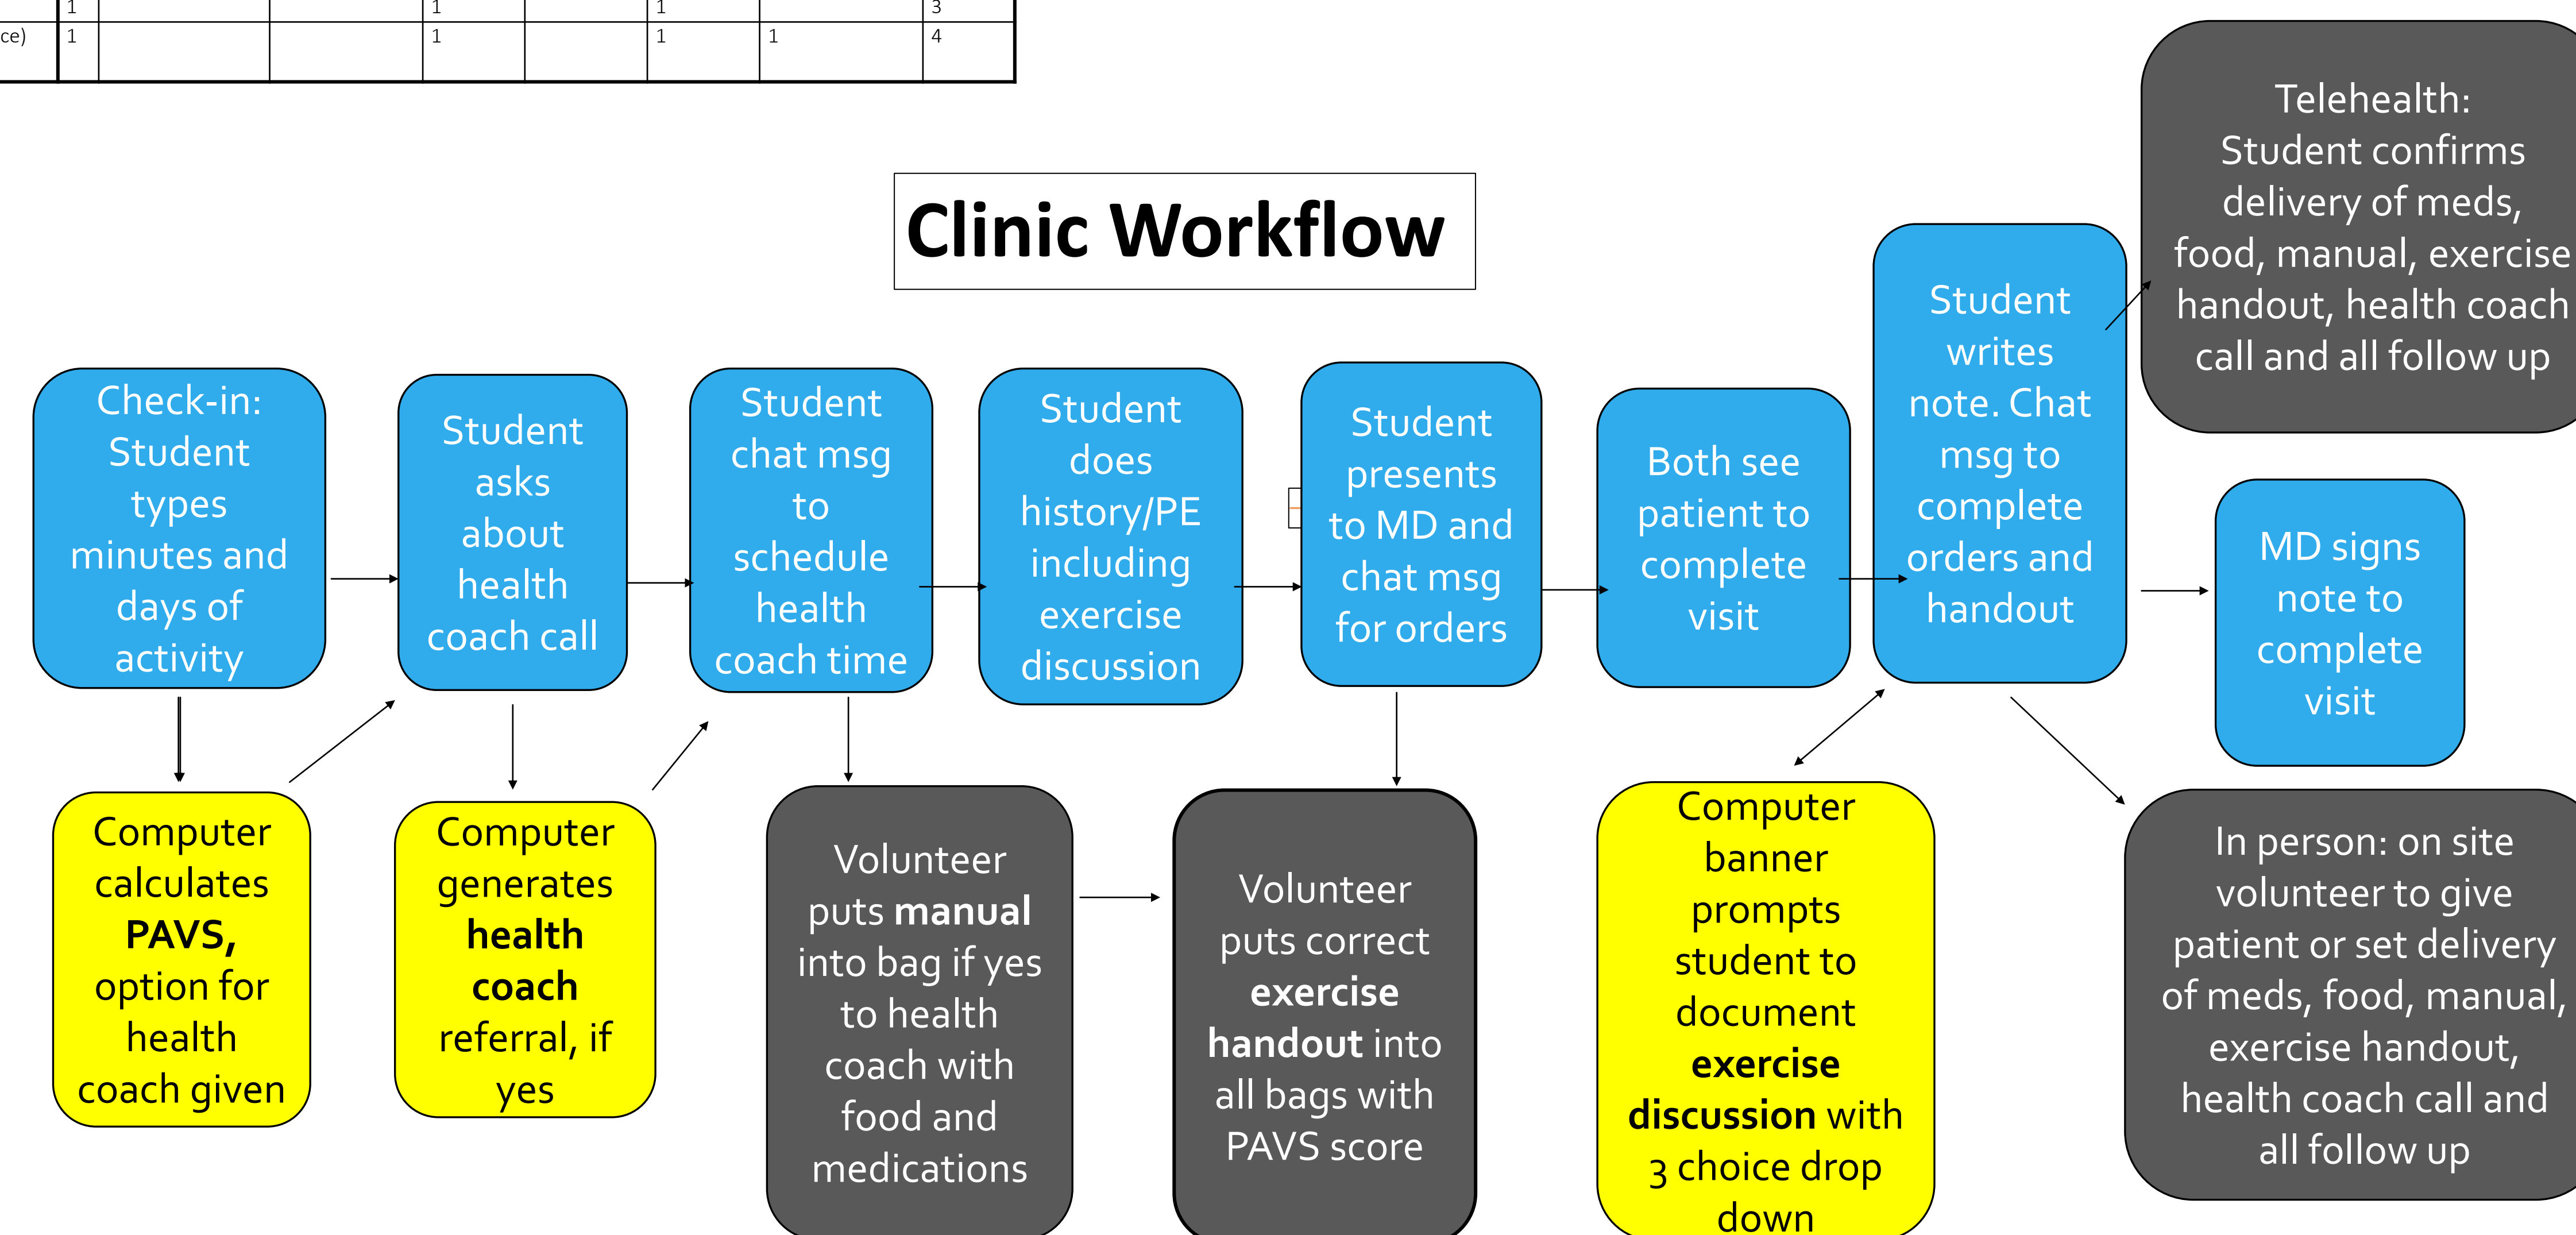 1 1 1 3
ce) 1 1 1 1 4
Clinic Workflow
Check-in:
Student
types
minutes and
days of
activity
Student
asks
about
health
coach call
Student
chat msg
to
schedule
health
coach time
Student
does
history/PE
including
exercise
discussion
Student
presents
to MD and
chat msg
for orders
Both see
patient to
complete
visit
Student
writes
note. Chat
msg to
complete
orders and
handout
Telehealth:
Student confirms
delivery of meds,
food, manual, exercise
handout, health coach
call and all follow up
MD signs
note to
complete
visit
Computer
calculates
PAVS,
option for
health
coach given
Computer
generates
health
coach
referral, if
yes
Volunteer
puts manual
into bag if yes
to health
coach with
food and
medications
Volunteer
puts correct
exercise
handout into
all bags with
PAVS score
Computer
banner
prompts
student to
document
exercise
discussion with
3 choice drop
down
In person: on site
volunteer to give
patient or set delivery
of meds, food, manual,
exercise handout,
health coach call and
all follow up